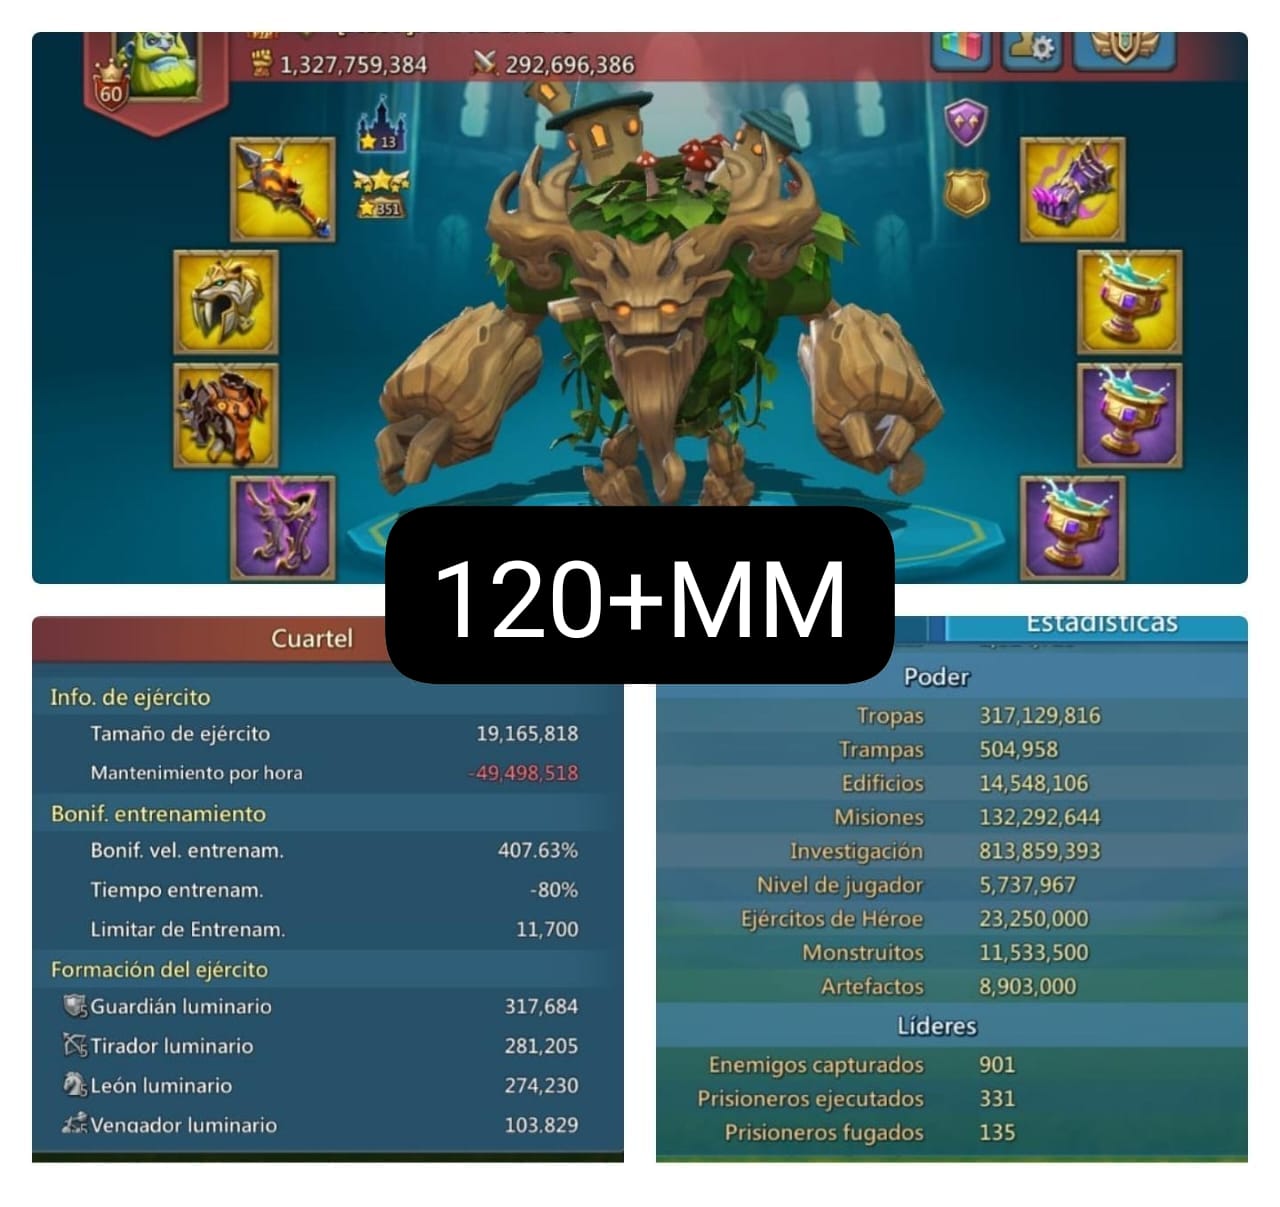 1,327,759,384 292,696,386
60
13
351
120+MM
Cuartel
Info. de ejército
Tamaño de ejército 19,165,818
Mantenimiento por hora -49,498,518
Bonif. entrenamiento
Bonif. vel. entrenam. 407.63%
Tiempo entrenam. -80%
Limitar de Entrenam. 11,700
Formación del ejército
5 Guardián luminario 317,684
5 Tirador luminario 281,205
5 León luminario 274,230
5 Vengador luminario 103.829
Estadísticas
Poder
Tropas 317,129,816
Trampas 504,958
Edificios 14,548,106
Misiones 132,292,644
Investigación 813,859,393
Nivel de jugador 5,737,967
Ejércitos de Héroe 23,250,000
Monstruitos 11,533,500
Artefactos 8,903,000
Líderes
Enemigos capturados 901
Prisioneros ejecutados 331
Prisioneros fugados 135